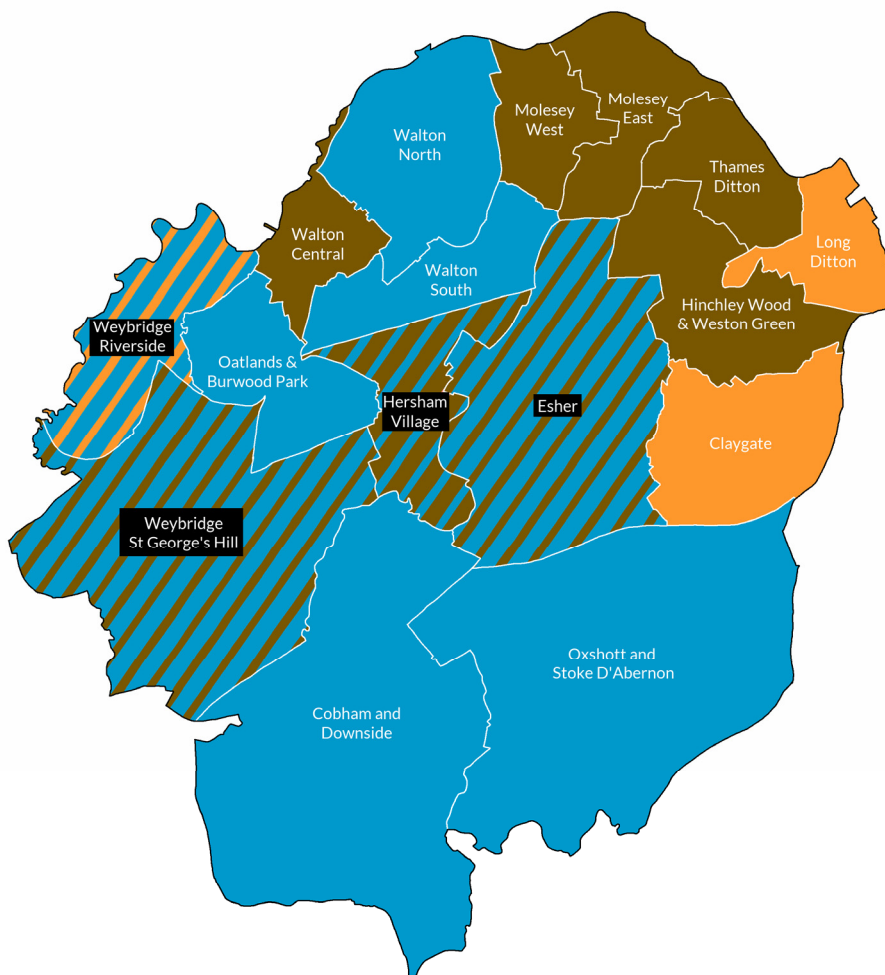 Walton
North
Molesey
West
Molesey
East
Thames
Ditton
Long
Ditton
Walton
Central
Walton
South
Hinchley Wood
& Weston Green
Weybridge
Riverside
Oatlands &
Burwood Park
Hersham
Village
Esher
Claygate
Weybridge
St George's Hill
Oxshott and
Stoke D'Abernon
Cobham and
Downside